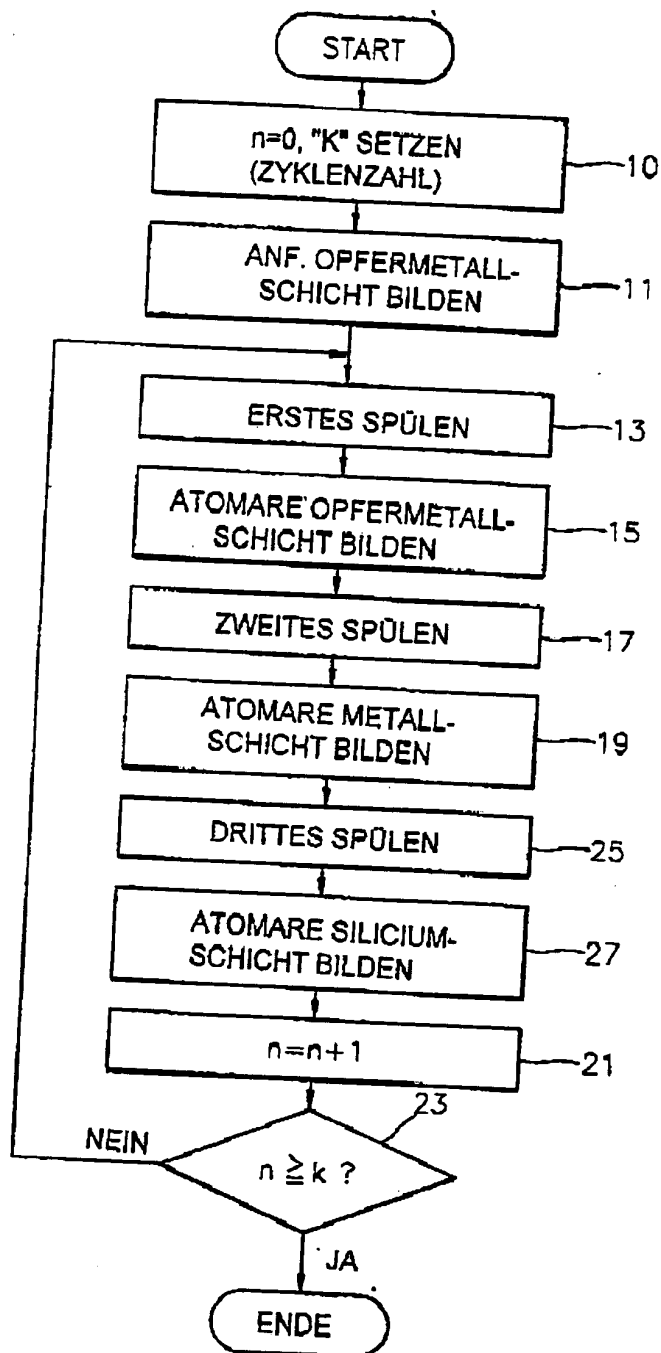 START
n=0, "K" SETZEN
(ZYKLENZAHL)
10
ANF. OPFERMETALL-
SCHICHT BILDEN
11
ERSTES SPÜLEN
13
ATOMARE OPFERMETALL-
SCHICHT BILDEN
15
ZWEITES SPÜLEN
17
ATOMARE METALL-
SCHICHT BILDEN
19
DRITTES SPÜLEN
25
ATOMARE SILICIUM-
SCHICHT BILDEN
27
n=n+1
21
23
NEIN
n ≧ k ?
JA
ENDE